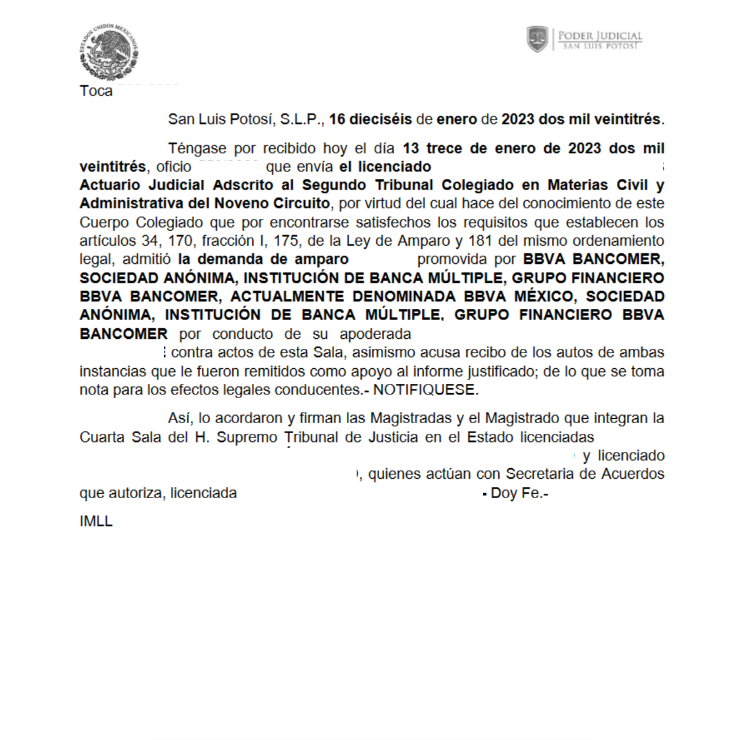 ESTADOS UNIDOS MEXICANOS
PODER JUDICIAL
SAN LUIS POTOSÍ
Toca
San Luis Potosí, S.L.P., 16 dieciséis de enero de 2023 dos mil veintitrés.
Téngase por recibido hoy el día 13 trece de enero de 2023 dos mil
veintitrés, oficio que envía el licenciado
Actuario Judicial Adscrito al Segundo Tribunal Colegiado en Materias Civil y
Administrativa del Noveno Circuito, por virtud del cual hace del conocimiento de este
Cuerpo Colegiado que por encontrarse satisfechos los requisitos que establecen los
artículos 34, 170, fracción I, 175, de la Ley de Amparo y 181 del mismo ordenamiento
legal, admitió la demanda de amparo promovida por BBVA BANCOMER,
SOCIEDAD ANÓNIMA, INSTITUCIÓN DE BANCA MÚLTIPLE, GRUPO FINANCIERO
BBVA BANCOMER, ACTUALMENTE DENOMINADA BBVA MÉXICO, SOCIEDAD
ANÓNIMA, INSTITUCIÓN DE BANCA MÚLTIPLE, GRUPO FINANCIERO BBVA
BANCOMER por conducto de su apoderada
contra actos de esta Sala, asimismo acusa recibo de los autos de ambas
instancias que le fueron remitidos como apoyo al informe justificado; de lo que se toma
nota para los efectos legales conducentes.- NOTIFIQUESE.
Así, lo acordaron y firman las Magistradas y el Magistrado que integran la
Cuarta Sala del H. Supremo Tribunal de Justicia en el Estado licenciadas
y licenciado
, quienes actúan con Secretaria de Acuerdos
que autoriza, licenciada - Doy Fe.-
IMLL